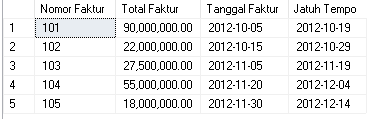 Nomor Faktur Total Faktur Tanggal Faktur Jatuh Tempo
1 101 90,000,000.00 2012-10-05 2012-10-19
2 102 22,000,000.00 2012-10-15 2012-10-29
3 103 27,500,000.00 2012-11-05 2012-11-19
4 104 55,000,000.00 2012-11-20 2012-12-04
5 105 18,000,000.00 2012-11-30 2012-12-14